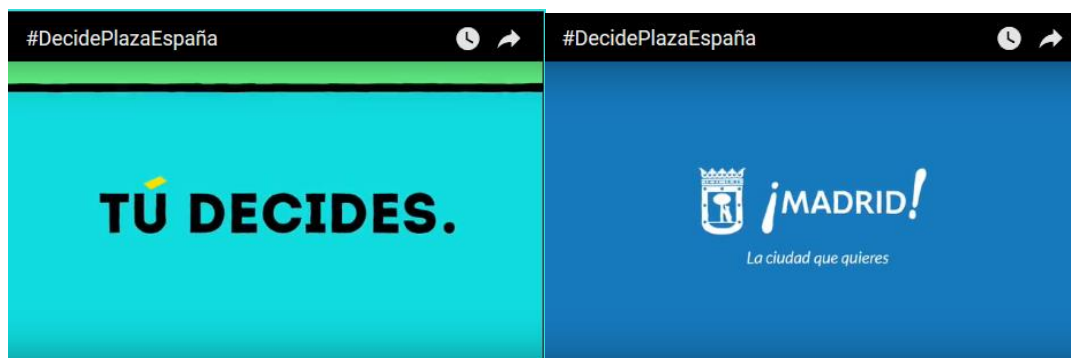 #DecidePlazaEspaña
TÚ DECIDES.
#DecidePlazaEspaña
¡MADRID!
La ciudad que quieres